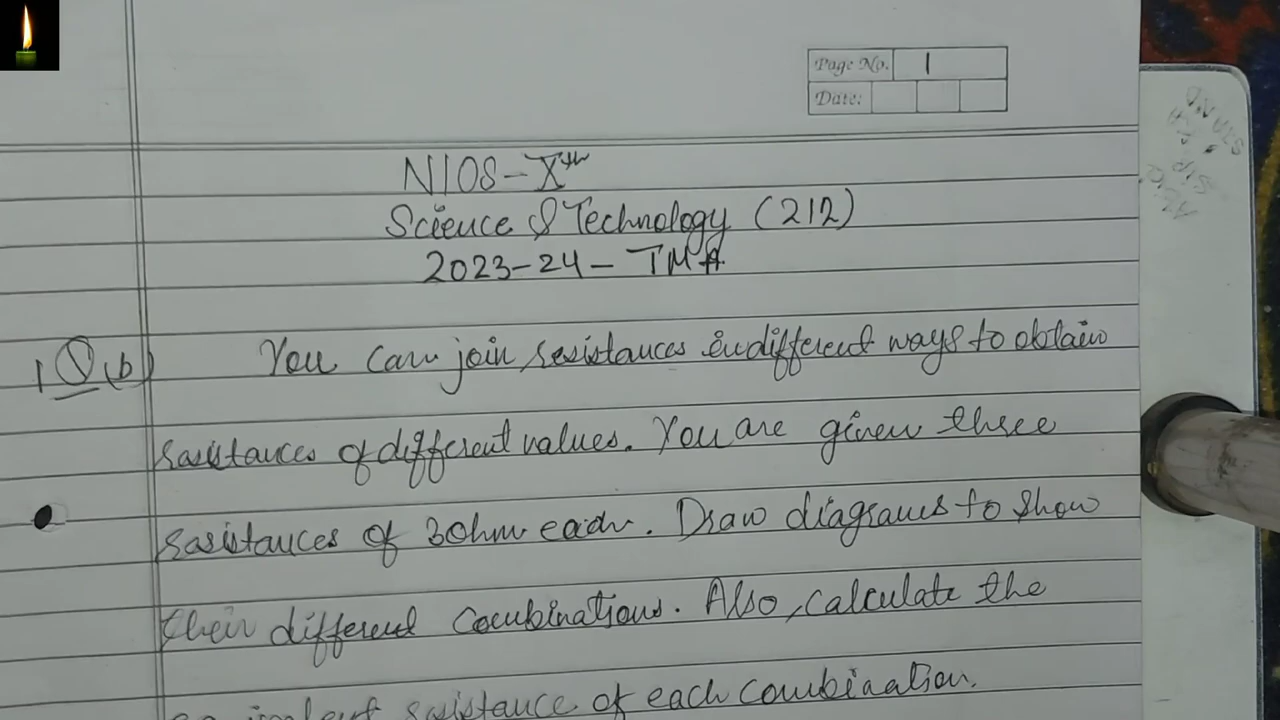 Page No. 1
Date:
NIOS-Xth
Science & Technology (212)
2023-24- TMA
1 Q (b) You can join resistances in different ways to obtain
resistances of different values. You are given three
resistances of 3ohm each. Draw diagrams to show
their different combinations. Also, calculate the
equivalent resistance of each combination.